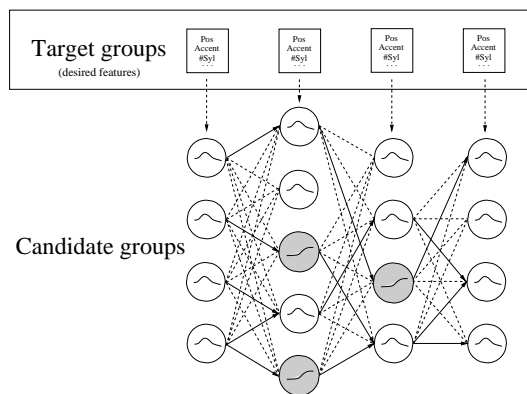 Target groups
(desired features)
Pos
Accent
#Syl
. . .
Pos
Accent
#Syl
. . .
Pos
Accent
#Syl
. . .
Pos
Accent
#Syl
. . .
Candidate groups